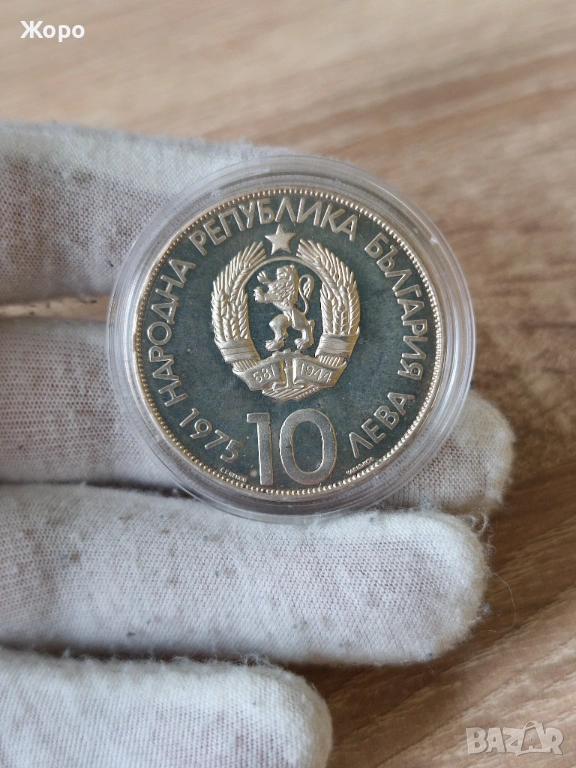 Жоро
НАРОДНА РЕПУБЛИКА БЪЛГАРИЯ
681 1944
1975 10 ЛЕВА
BAZAR